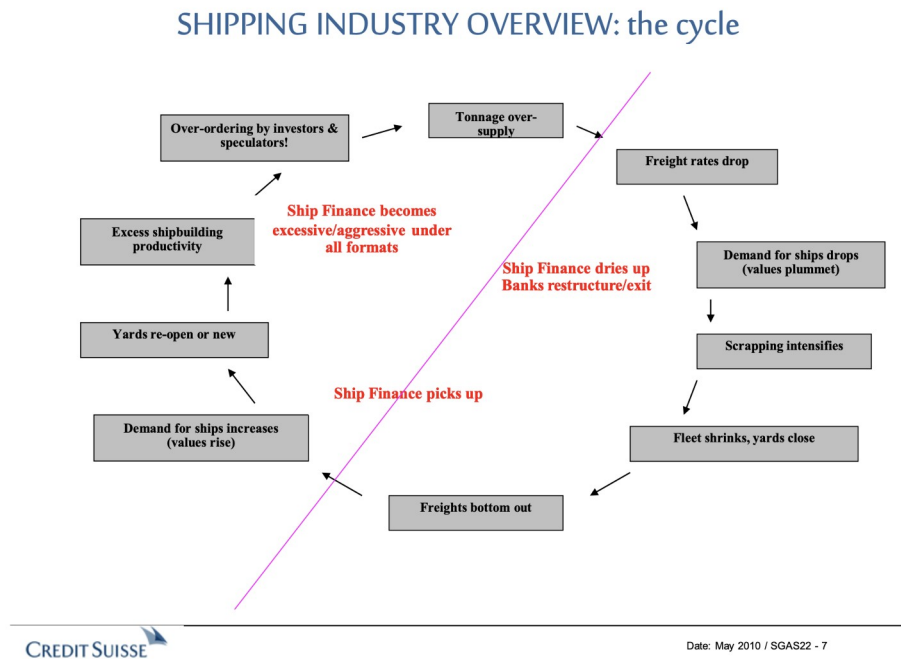 SHIPPING INDUSTRY OVERVIEW: the cycle
Tonnage over-
supply
Freight rates drop
Demand for ships drops
(values plummet)
Scrapping intensifies
Fleet shrinks, yards close
Freights bottom out
Demand for ships increases
(values rise)
Yards re-open or new
Excess shipbuilding
productivity
Over-ordering by investors &
speculators!
Ship Finance becomes
excessive/aggressive under
all formats
Ship Finance dries up
Banks restructure/exit
Ship Finance picks up
CREDIT SUISSE
Date: May 2010 / SGAS22 - 7